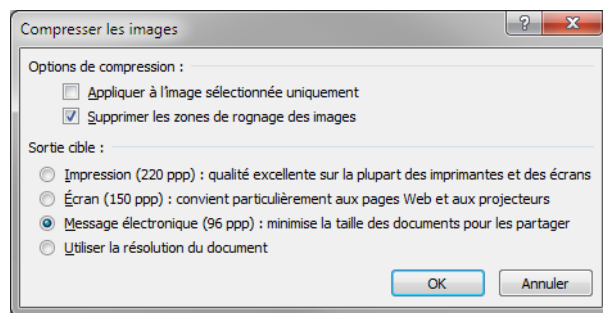 Compresser les images
Options de compression :
Appliquer à l'image sélectionnée uniquement
Supprimer les zones de rognage des images
Sortie cible :
Impression (220 ppp) : qualité excellente sur la plupart des imprimantes et des écrans
Écran (150 ppp) : convient particulièrement aux pages Web et aux projecteurs
Message électronique (96 ppp) : minimise la taille des documents pour les partager
Utiliser la résolution du document
OK Annuler